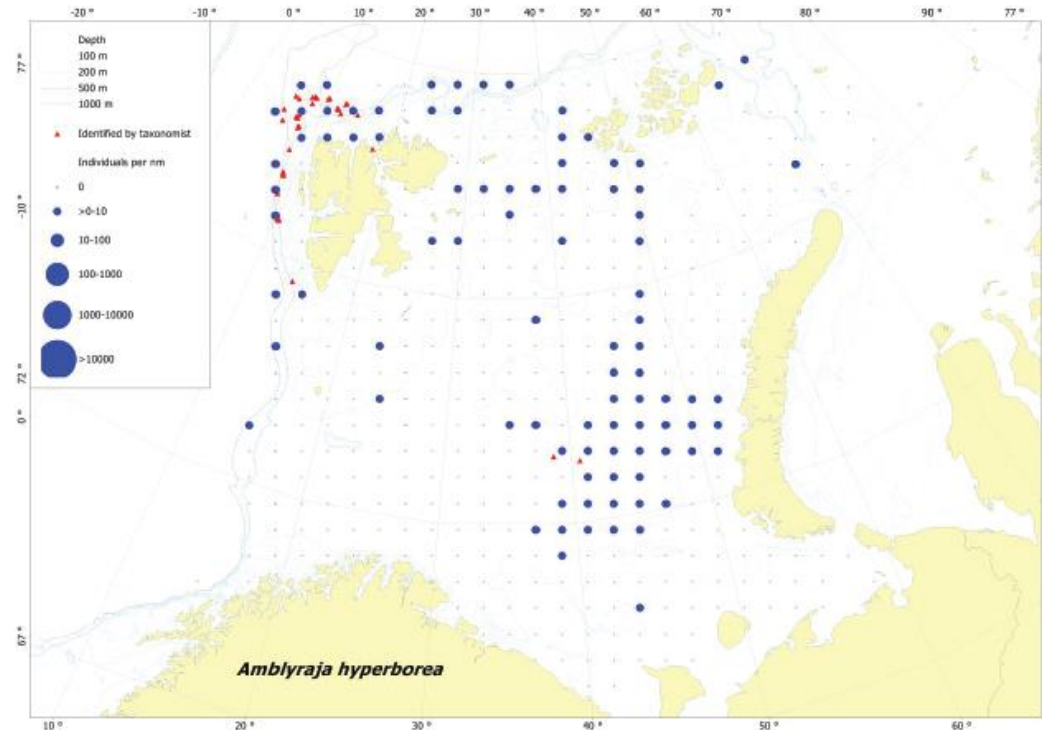 -20 ° -10 ° 0 ° 10 ° 20 ° 30 ° 40 ° 50 ° 60 ° 70 ° 80 ° 90 ° 77 °
77 °
-10 °
72 °
0 °
67 °
Depth
100 m
200 m
500 m
1000 m
Identified by taxonomist
Individuals per nm
0
>0-10
10-100
100-1000
1000-10000
>10000
Amblyraja hyperborea
10 ° 20 ° 30 ° 40 ° 50 ° 60 °